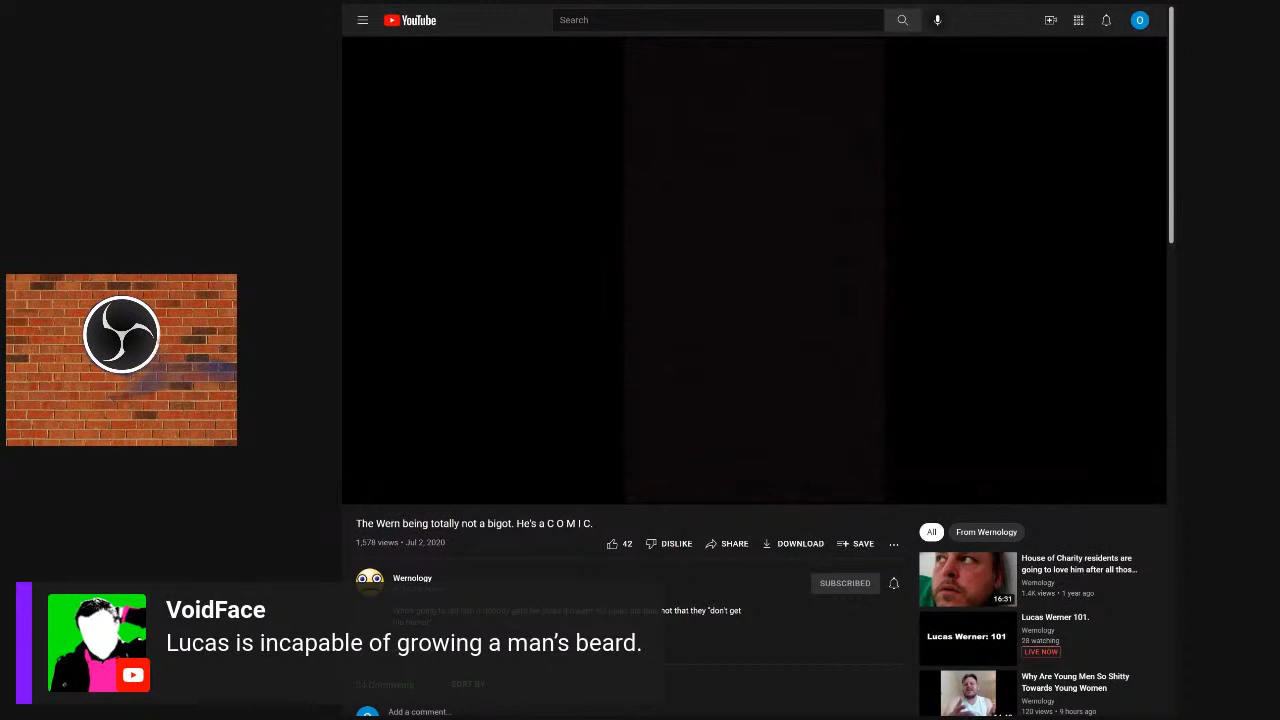 YouTube
Search
O
The Wern being totally not a bigot. He's a C O M I C.
1,578 views • Jul 2, 2020
42
DISLIKE
SHARE
DOWNLOAD
SAVE
Wernology
SUBSCRIBED
not that they "don't get
VoidFace
Lucas is incapable of growing a man's beard.
SORT BY
Add a comment...
All
From Wernology
16:31
House of Charity residents are
going to love him after all thos...
Wernology
1.4K views • 1 year ago
Lucas Werner: 101
Lucas Werner 101.
Wernology
28 watching
LIVE NOW
Why Are Young Men So Shitty
Towards Young Women
Wernology
120 views • 9 hours ago